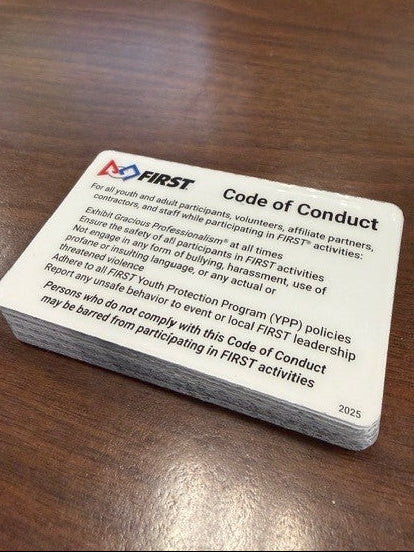 FIRST
Code of Conduct
For all youth and adult participants, volunteers, affiliate partners,
contractors, and staff while participating in FIRST® activities:
Exhibit Gracious Professionalism® at all times
Ensure the safety of all participants in FIRST activities
Not engage in any form of bullying, harassment, use of
profane or insulting language, or any actual or
threatened violence
Adhere to all FIRST Youth Protection Program (YPP) policies
Report any unsafe behavior to event or local FIRST leadership
Persons who do not comply with this Code of Conduct
may be barred from participating in FIRST activities
2025